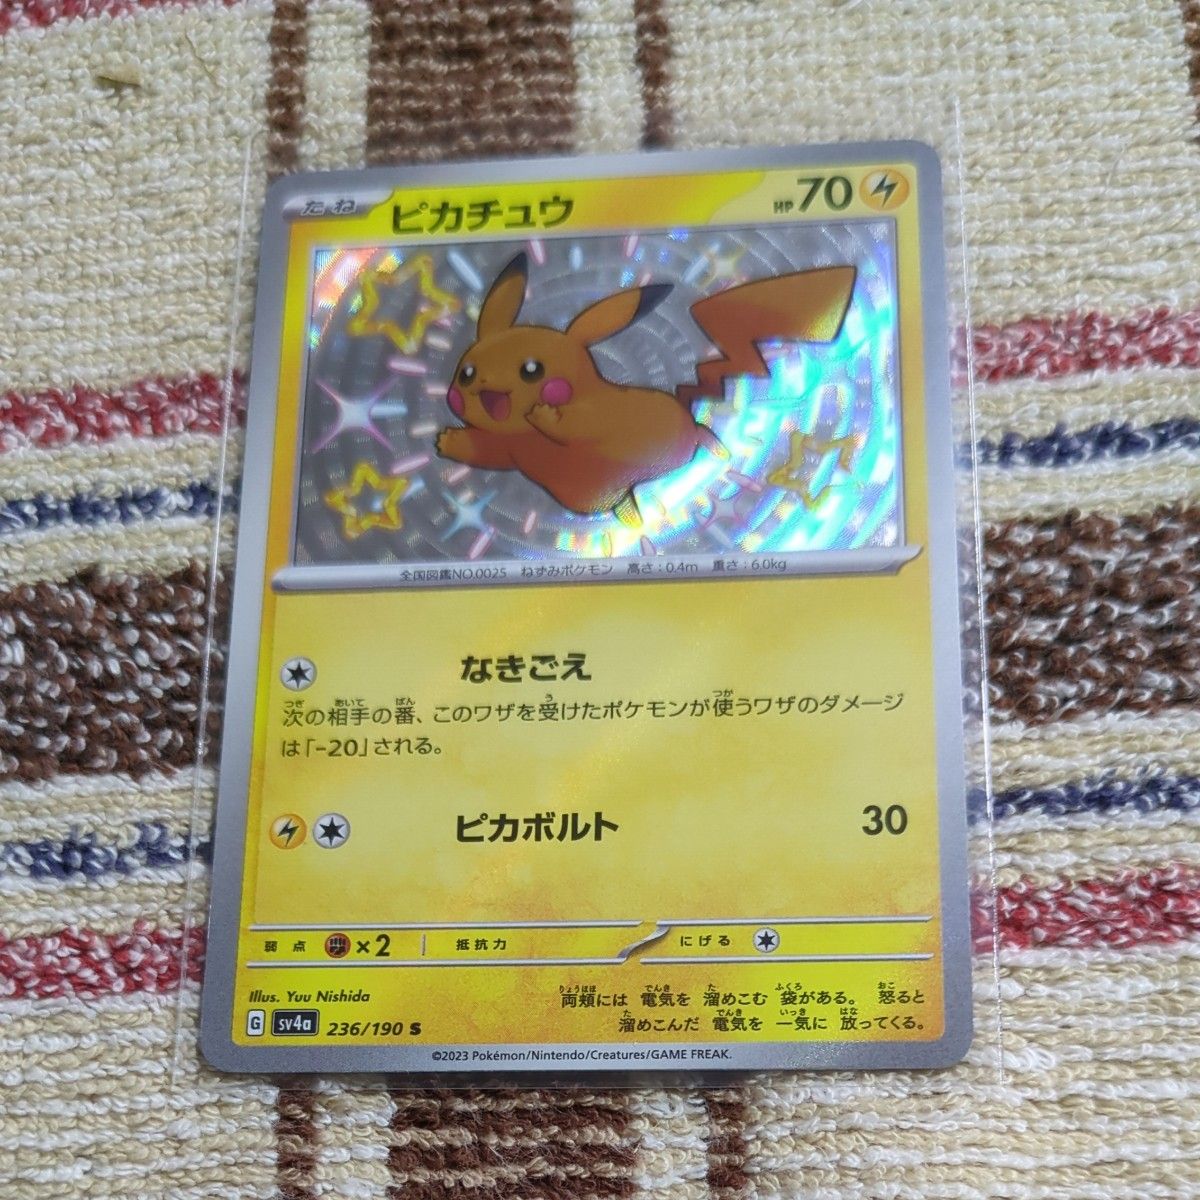 たね ピカチュウ HP70
全国図鑑NO.0025 ねずみポケモン 高さ:0.4m 重さ:6.0kg
なきごえ
次の相手の番、このワザを受けたポケモンが使うワザのダメージ
は「-20」される。
ピカボルト 30
弱点 ×2 抵抗力 にげる
Illus. Yuu Nishida
両頬には 電気を 溜めこむ 袋がある。 怒ると
溜めこんだ 電気を 一気に 放ってくる。
G sv4a 236/190 S
©2023 Pokémon/Nintendo/Creatures/GAME FREAK.